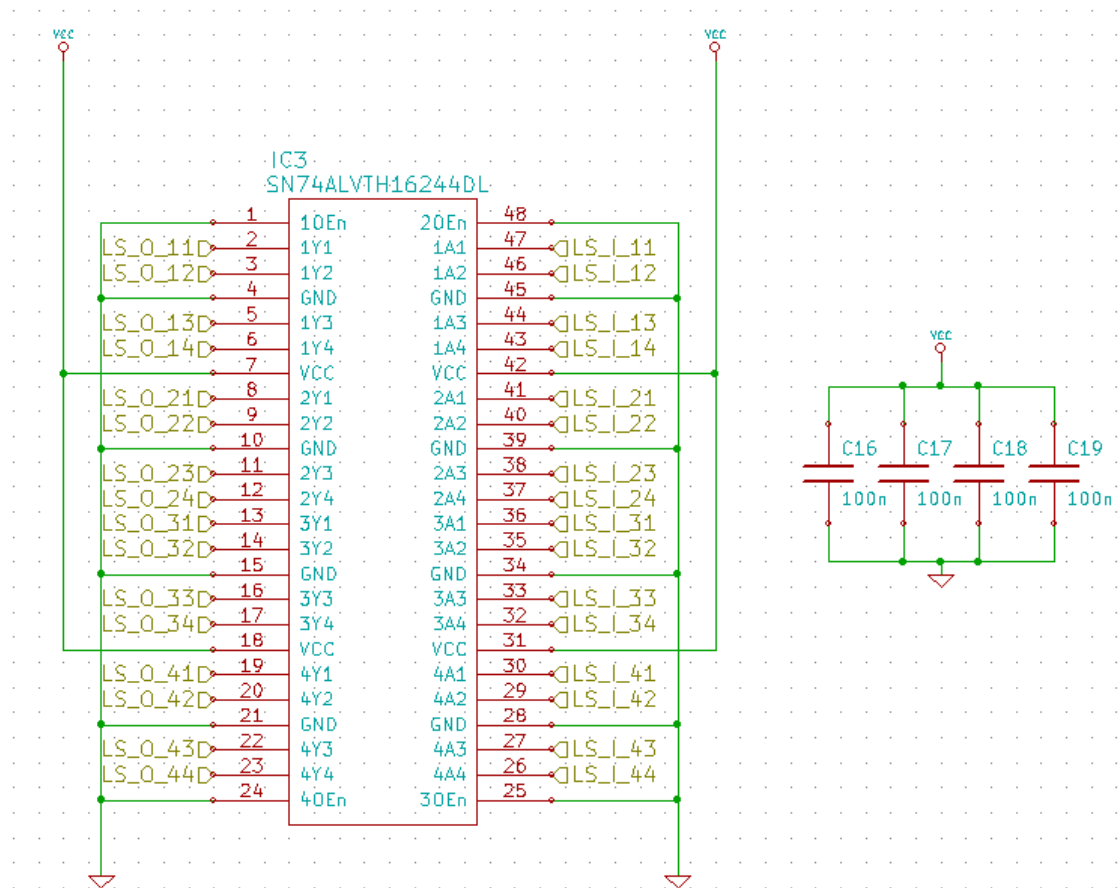 VCC
VCC
IC3
SN74ALVTH16244DL
1 1OEn 2OEn 48
LS_O_11 2 1Y1 1A1 47 LS_I_11
LS_O_12 3 1Y2 1A2 46 LS_I_12
4 GND GND 45
LS_O_13 5 1Y3 1A3 44 LS_I_13
LS_O_14 6 1Y4 1A4 43 LS_I_14
7 VCC VCC 42
LS_O_21 8 2Y1 2A1 41 LS_I_21
LS_O_22 9 2Y2 2A2 40 LS_I_22
10 GND GND 39
LS_O_23 11 2Y3 2A3 38 LS_I_23
LS_O_24 12 2Y4 2A4 37 LS_I_24
LS_O_31 13 3Y1 3A1 36 LS_I_31
LS_O_32 14 3Y2 3A2 35 LS_I_32
15 GND GND 34
LS_O_33 16 3Y3 3A3 33 LS_I_33
LS_O_34 17 3Y4 3A4 32 LS_I_34
18 VCC VCC 31
LS_O_41 19 4Y1 4A1 30 LS_I_41
LS_O_42 20 4Y2 4A2 29 LS_I_42
21 GND GND 28
LS_O_43 22 4Y3 4A3 27 LS_I_43
LS_O_44 23 4Y4 4A4 26 LS_I_44
24 4OEn 3OEn 25
VCC
C16 C17 C18 C19
100n 100n 100n 100n